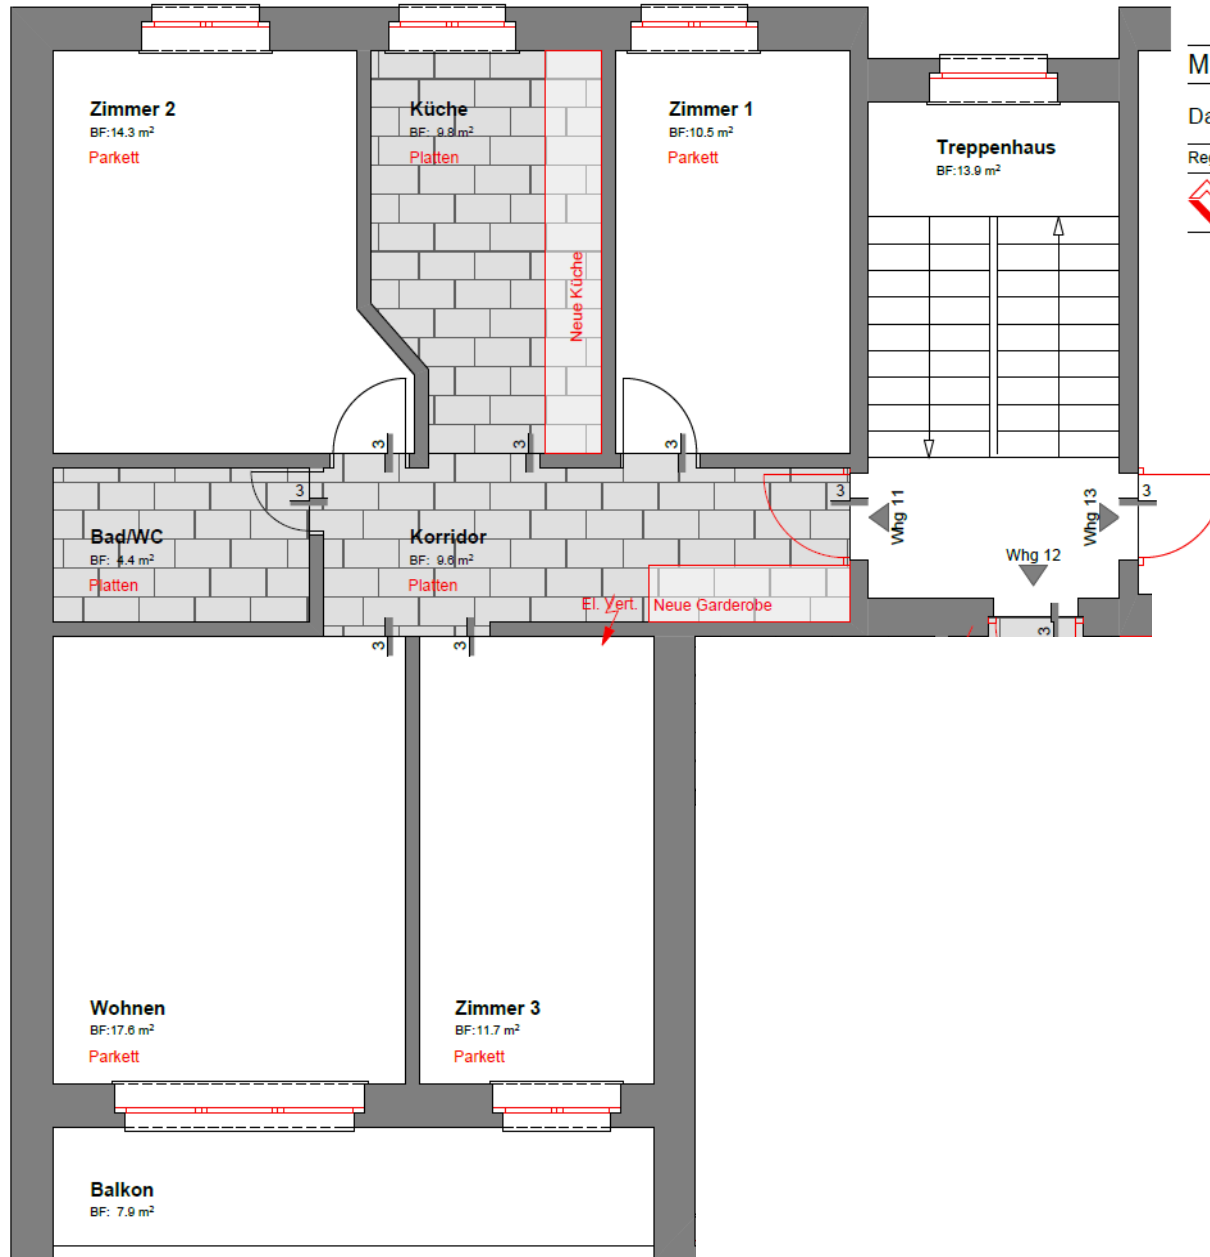 Zimmer 2
BF:14.3 m²
Parkett
Küche
BF: 9.8 m²
Platten
Neue Küche
Zimmer 1
BF:10.5 m²
Parkett
Treppenhaus
BF:13.9 m²
M
Da
Reg
3
3
3
3
3
3
Bad/WC
BF: 4.4 m²
Platten
Korridor
BF: 9.6 m²
Platten
El. Vert.
Neue Garderobe
Whg 11
Whg 12
Whg 13
3
3
3
Wohnen
BF:17.6 m²
Parkett
Zimmer 3
BF:11.7 m²
Parkett
Balkon
BF: 7.9 m²